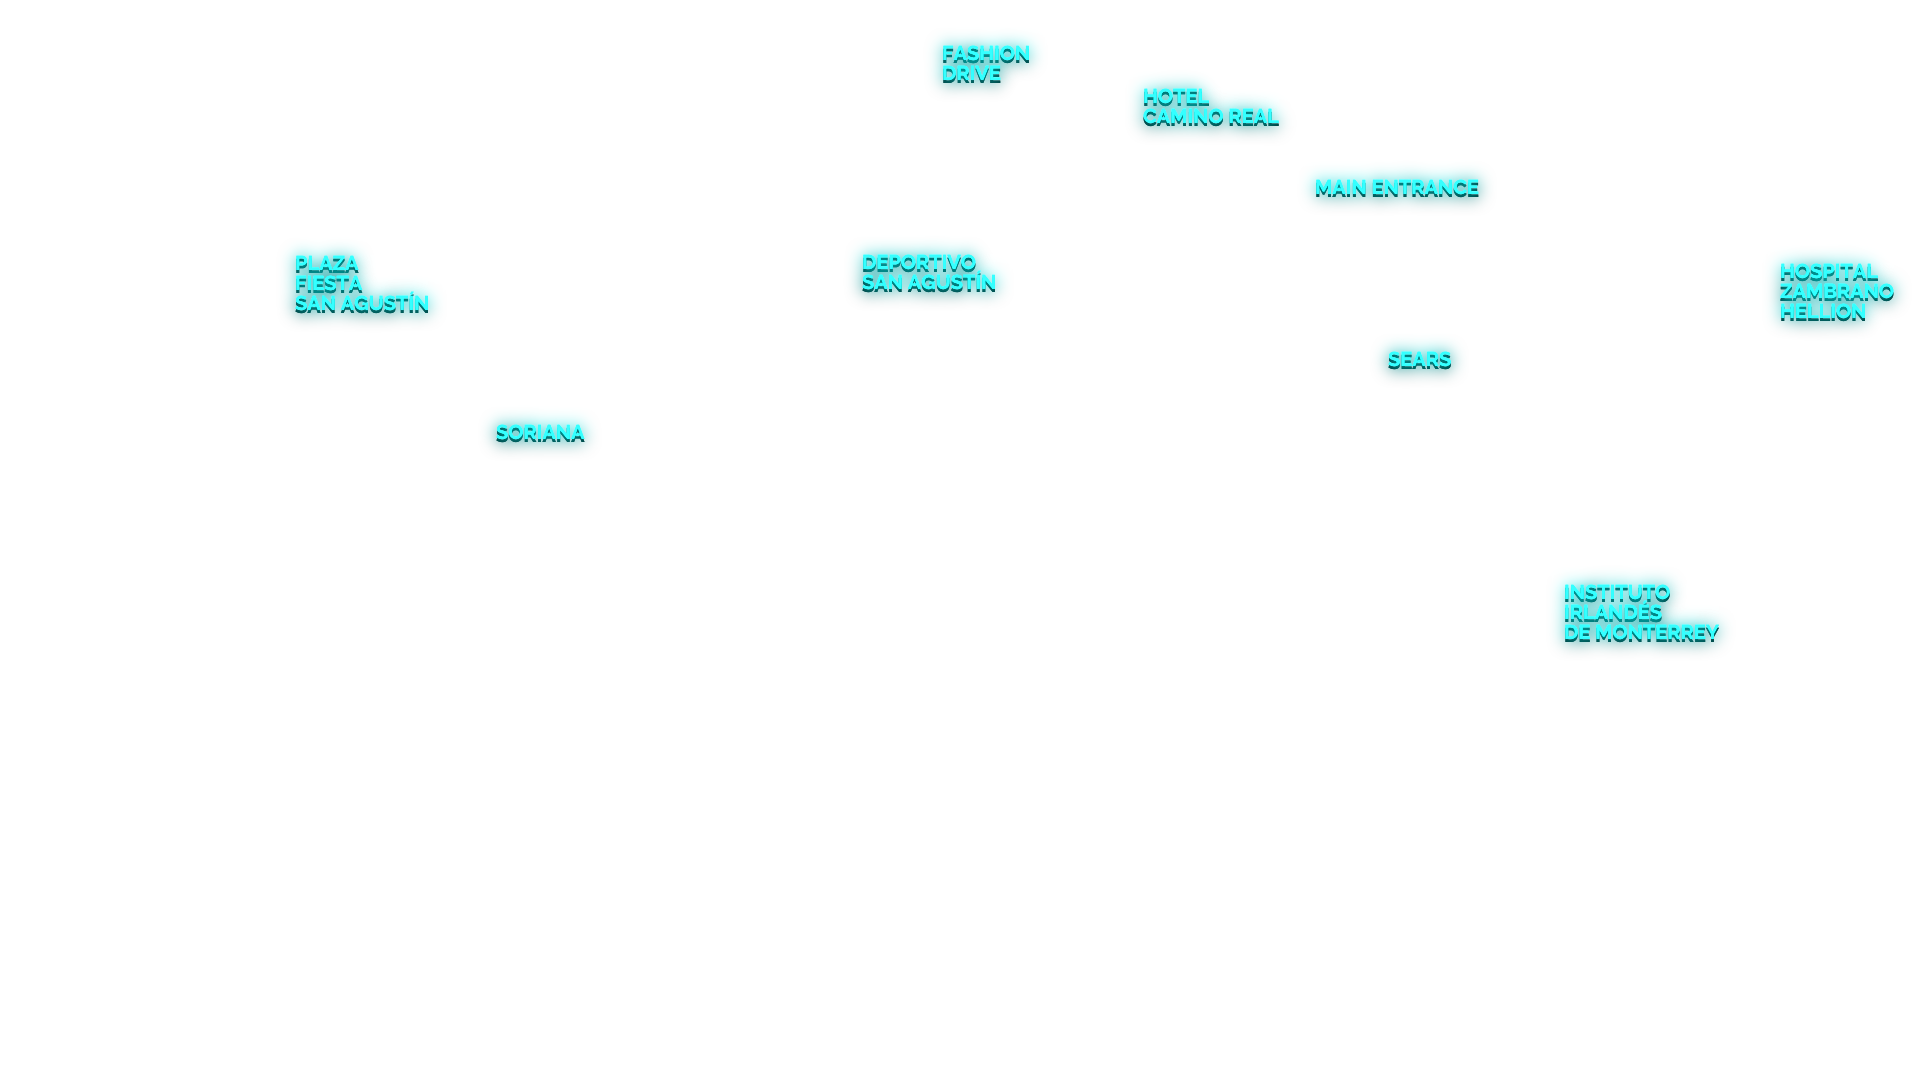 FASHION
DRIVE
HOTEL
CAMINO REAL
MAIN ENTRANCE
PLAZA
FIESTA
SAN AGUSTÍN
DEPORTIVO
SAN AGUSTÍN
HOSPITAL
ZAMBRANO
HELLION
SEARS
SORIANA
INSTITUTO
IRLANDÉS
DE MONTERREY